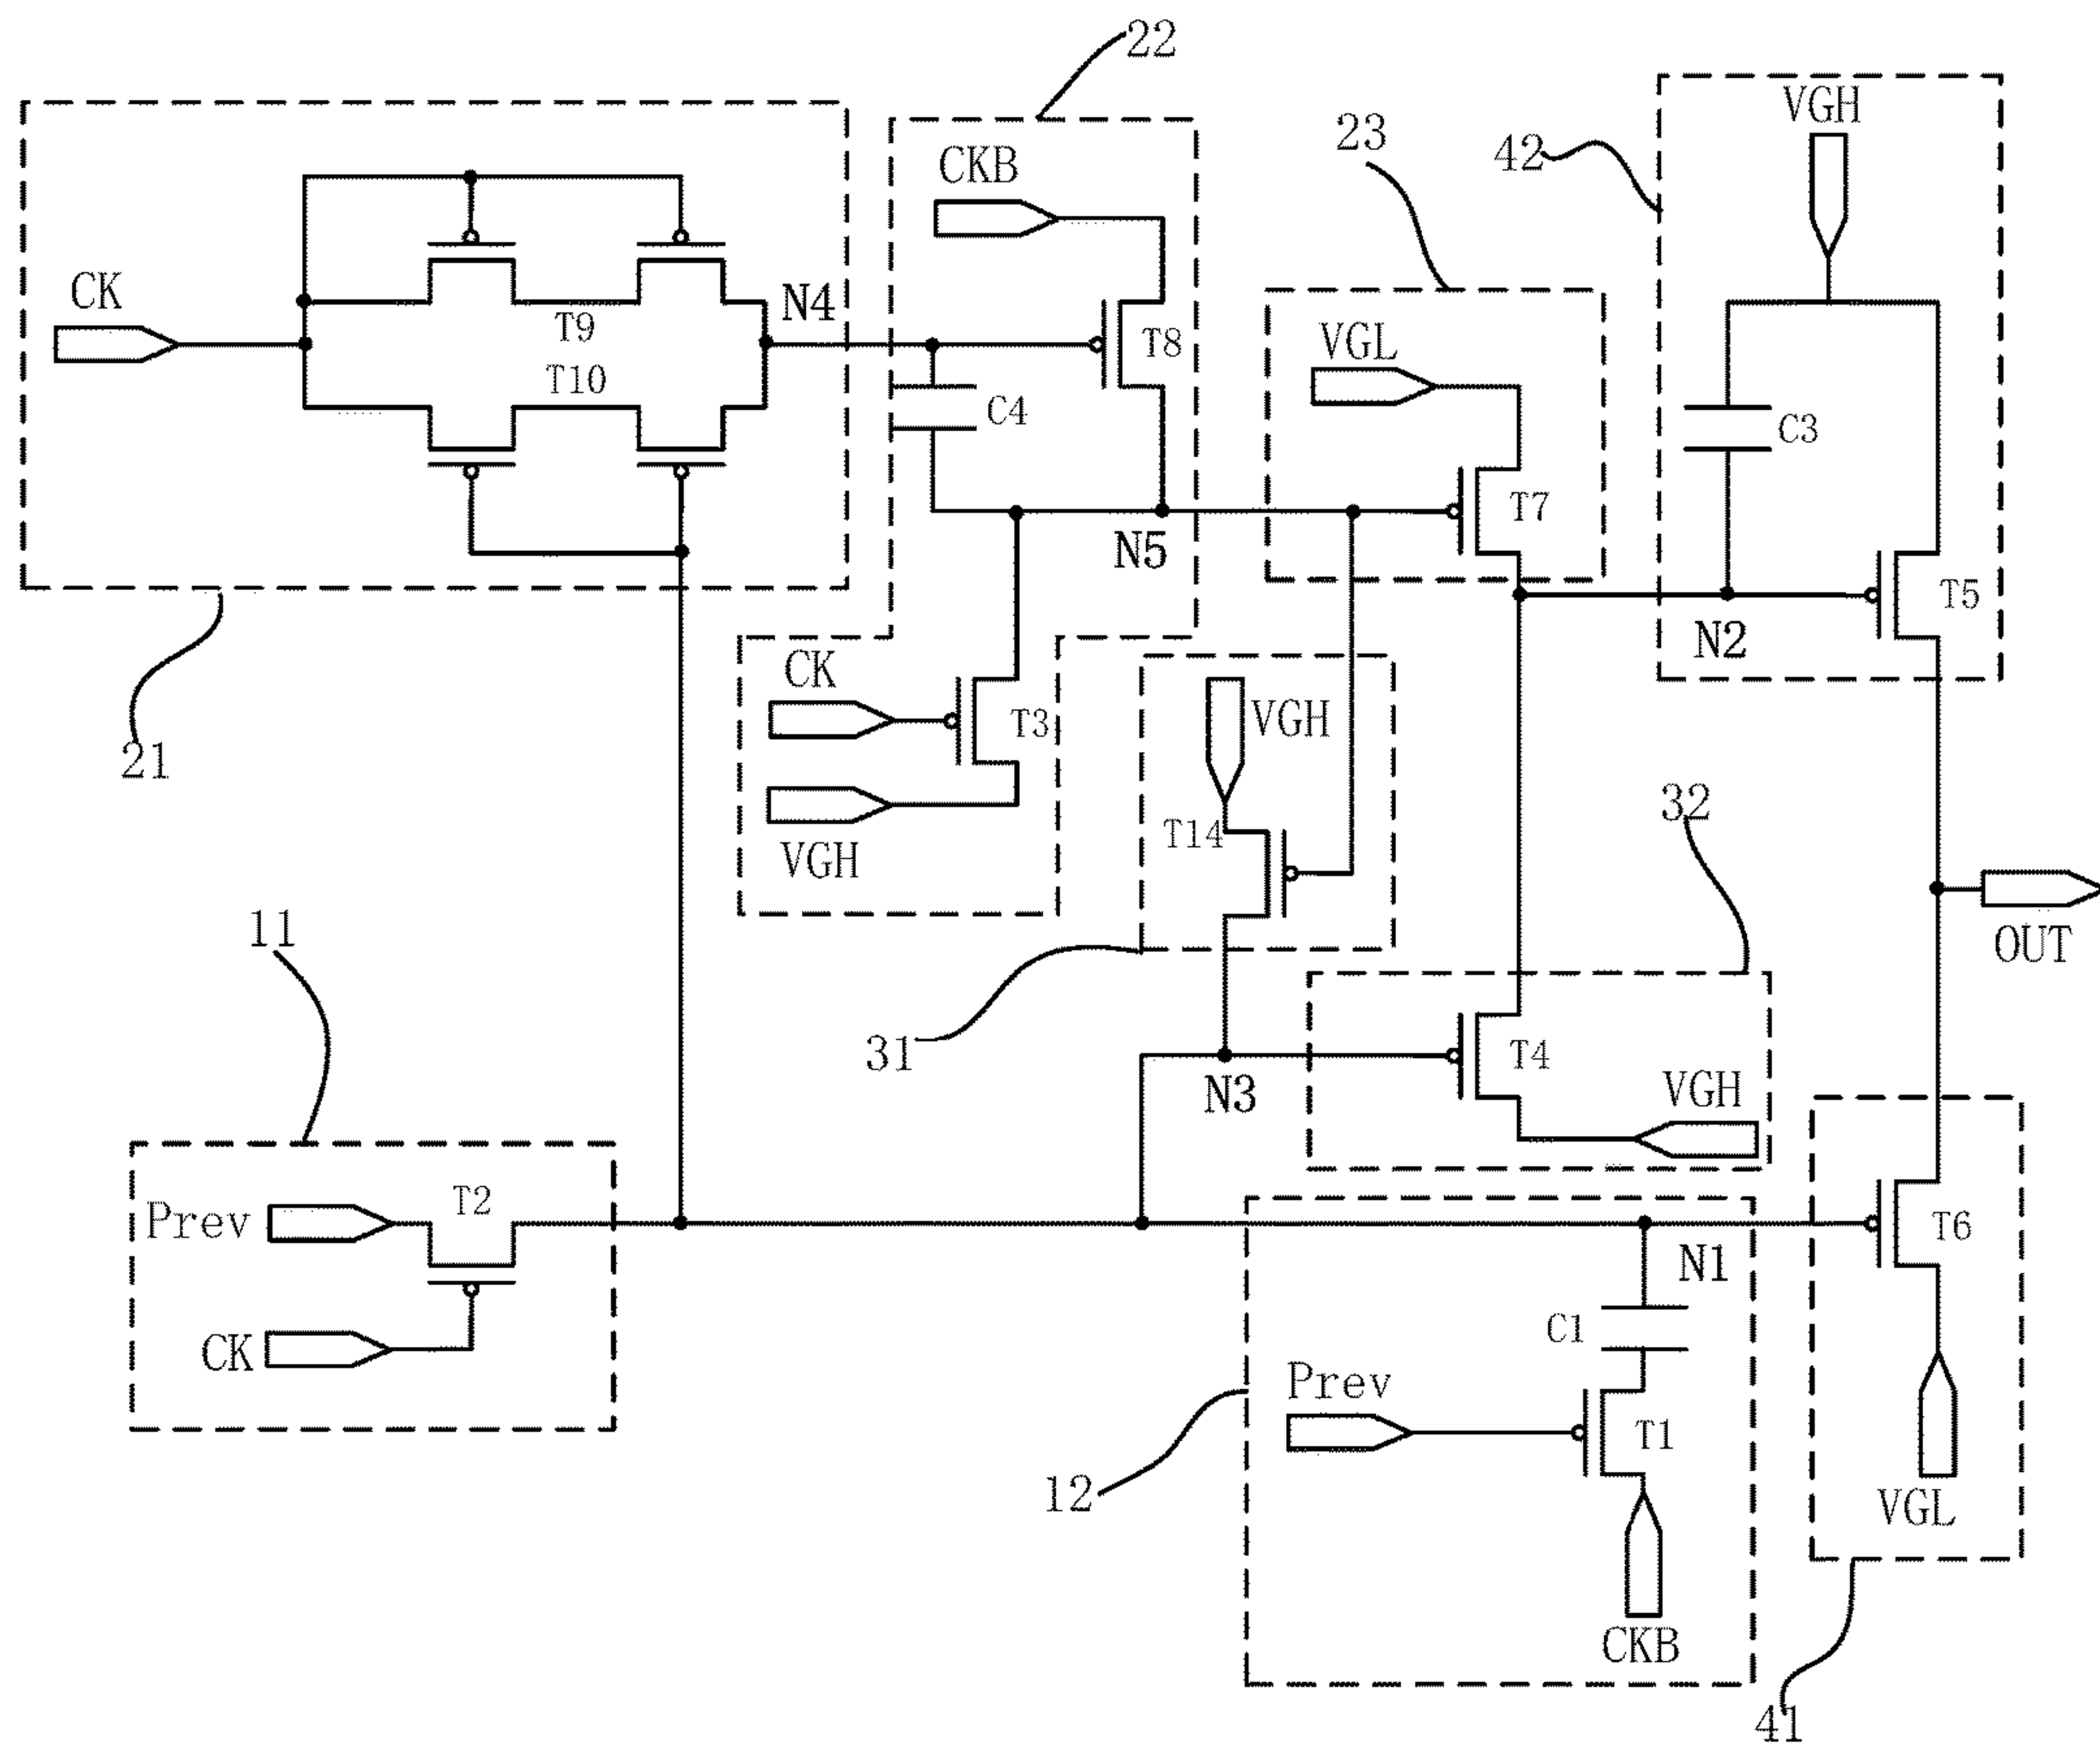 22
VGH
23
42
CKB
CK
N4
T9
T8
VGL
T10
C4
C3
T7
N5
T5
N2
CK
VGH
T3
21
32
T14
VGH
11
OUT
31
T4
N3
VGH
Prev
T2
T6
N1
C1
CK
Prev
T1
12
VGL
CKB
41